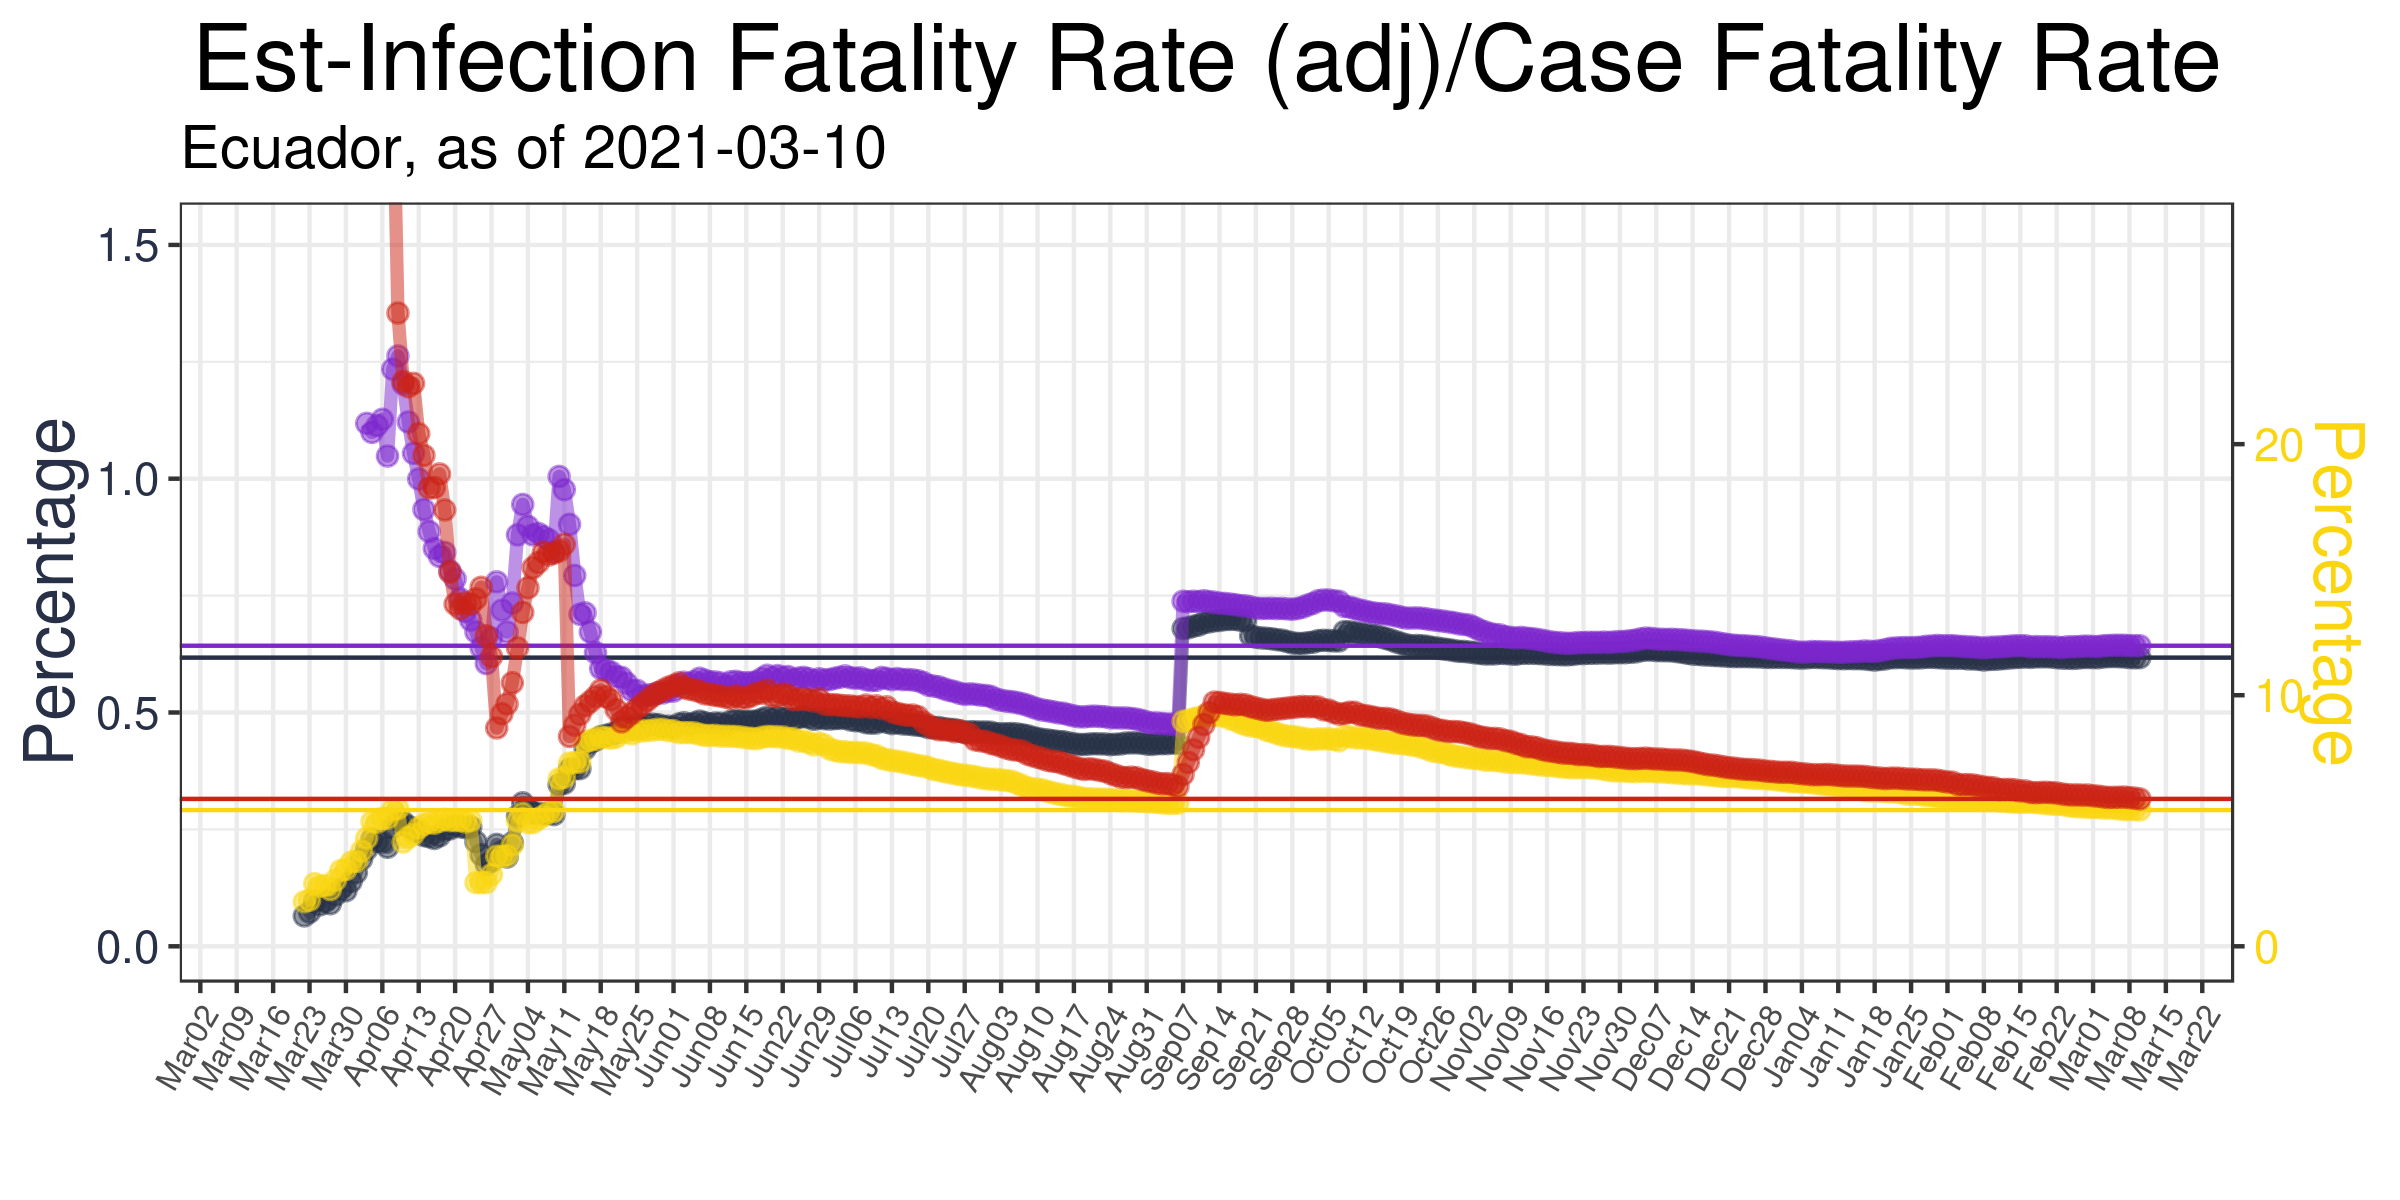 Est-Infection Fatality Rate (adj)/Case Fatality Rate
Ecuador, as of 2021-03-10
Percentage
1.5
1.0
0.5
0.0
20
10
0
Percentage
Mar02
Mar09
Mar16
Mar23
Mar30
Apr06
Apr13
Apr20
Apr27
May04
May11
May18
May25
Jun01
Jun08
Jun15
Jun22
Jun29
Jul06
Jul13
Jul20
Jul27
Aug03
Aug10
Aug17
Aug24
Aug31
Sep07
Sep14
Sep21
Sep28
Oct05
Oct12
Oct19
Oct26
Nov02
Nov09
Nov16
Nov23
Nov30
Dec07
Dec14
Dec21
Dec28
Jan04
Jan11
Jan18
Jan25
Feb01
Feb08
Feb15
Feb22
Mar01
Mar08
Mar15
Mar22